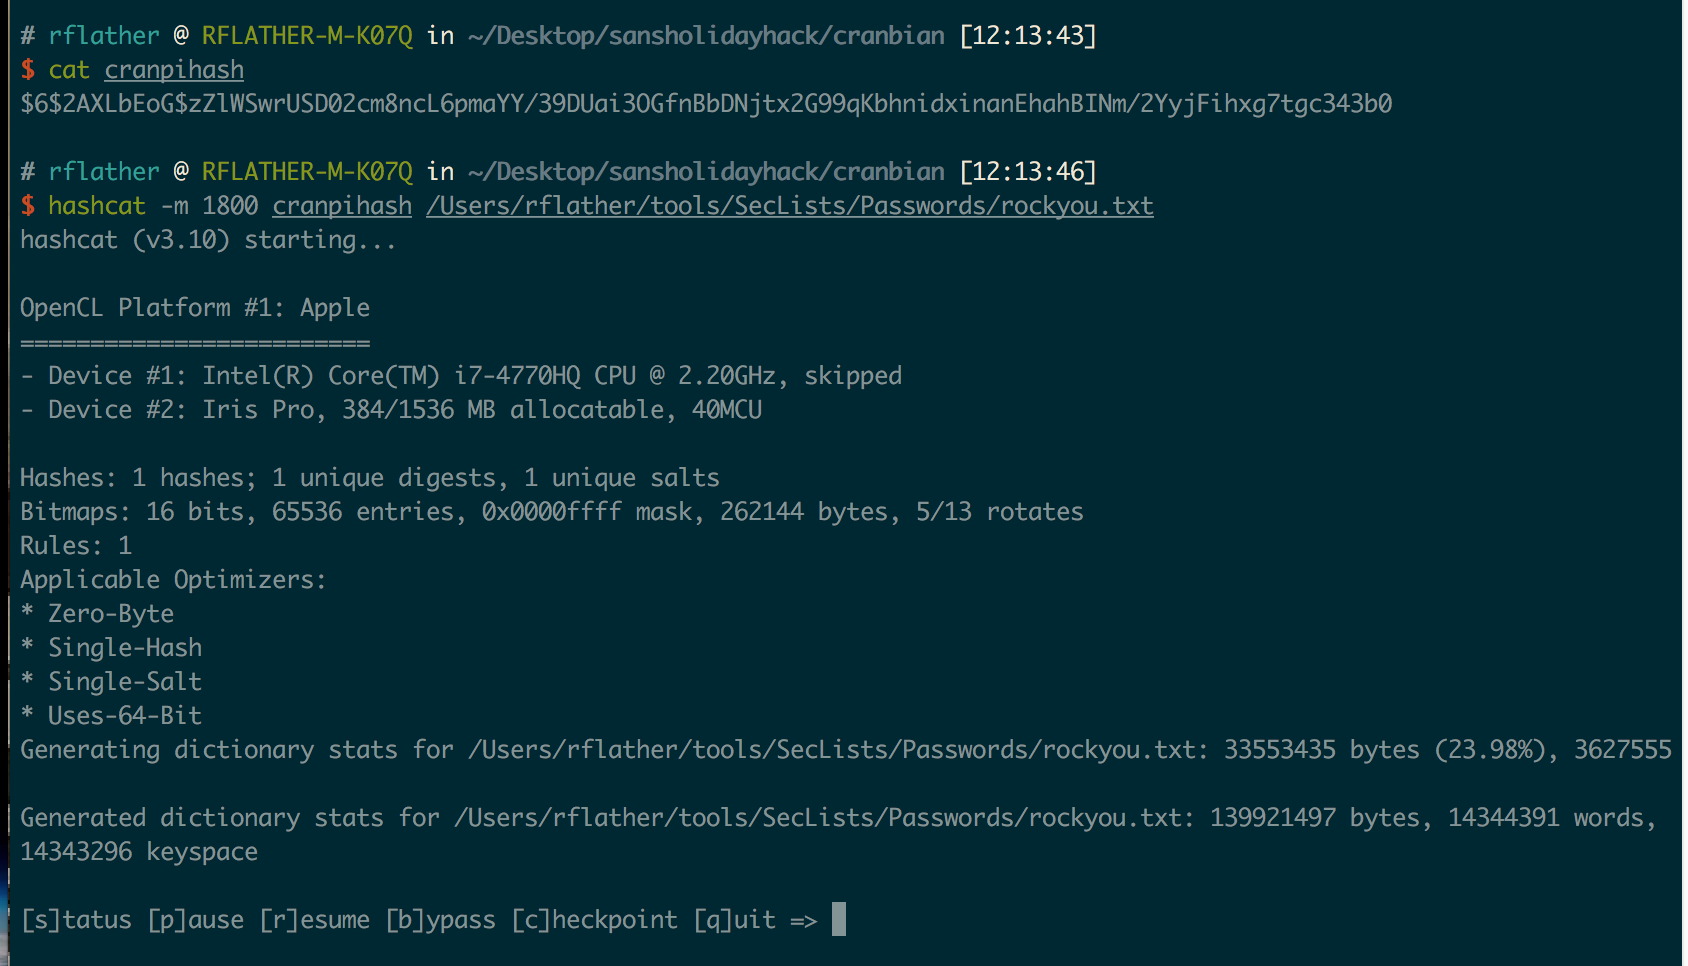 # rflather @ RFLATHER-M-K07Q in ~/Desktop/sansholidayhack/cranbian [12:13:43]
$ cat cranpihash
$6$2AXLbEoG$zZlWSwrUSD02cm8ncL6pmaYY/39DUai3OGfnBbDNjtx2G99qKbhnidxinanEhahBINm/2YyjFihxg7tgc343b0

# rflather @ RFLATHER-M-K07Q in ~/Desktop/sansholidayhack/cranbian [12:13:46]
$ hashcat -m 1800 cranpihash /Users/rflather/tools/SecLists/Passwords/rockyou.txt
hashcat (v3.10) starting...

OpenCL Platform #1: Apple
=========================
- Device #1: Intel(R) Core(TM) i7-4770HQ CPU @ 2.20GHz, skipped
- Device #2: Iris Pro, 384/1536 MB allocatable, 40MCU

Hashes: 1 hashes; 1 unique digests, 1 unique salts
Bitmaps: 16 bits, 65536 entries, 0x0000ffff mask, 262144 bytes, 5/13 rotates
Rules: 1
Applicable Optimizers:
* Zero-Byte
* Single-Hash
* Single-Salt
* Uses-64-Bit
Generating dictionary stats for /Users/rflather/tools/SecLists/Passwords/rockyou.txt: 33553435 bytes (23.98%), 3627555

Generated dictionary stats for /Users/rflather/tools/SecLists/Passwords/rockyou.txt: 139921497 bytes, 14344391 words,
14343296 keyspace

[s]tatus [p]ause [r]esume [b]ypass [c]heckpoint [q]uit =>